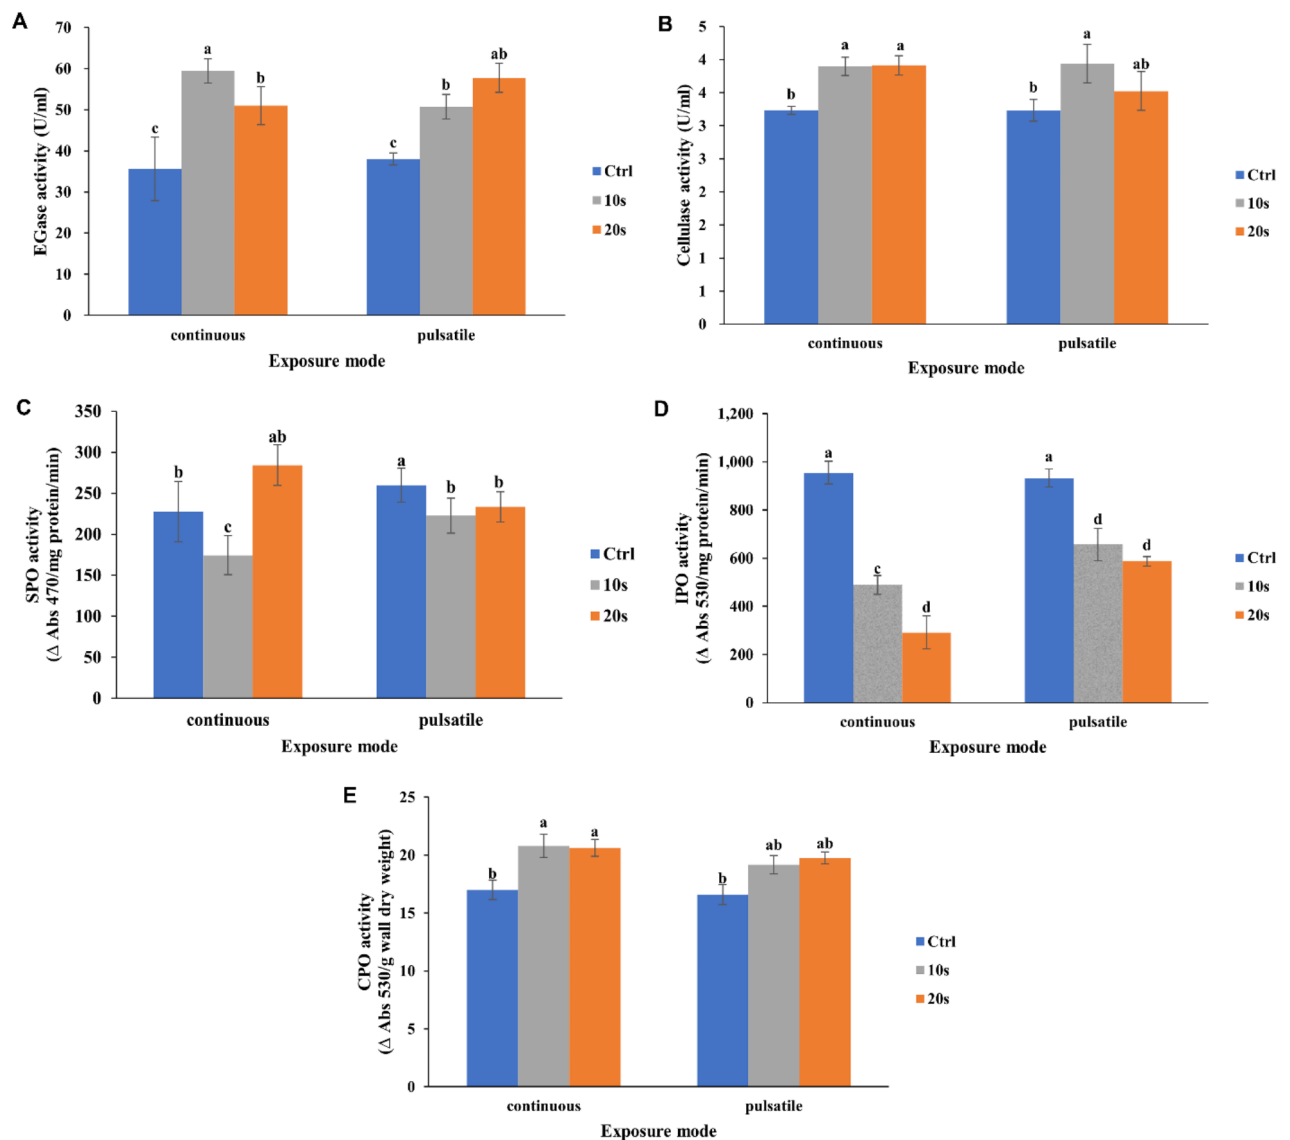 A
EGase activity (U/ml)
70
60
50
40
30
20
10
0
c
a
b
c
b
ab
continuous
pulsatile
Exposure mode
Ctrl
10s
20s
B
Cellulase activity (U/ml)
4
4
3
3
2
2
1
1
0
b
a
a
b
a
ab
continuous
pulsatile
Exposure mode
Ctrl
10s
20s
C
SPO activity
(Δ Abs 470/mg protein/min)
350
300
250
200
150
100
50
0
b
c
ab
a
b
b
continuous
pulsatile
Exposure mode
Ctrl
10s
20s
D
IPO activity
(Δ Abs 530/mg protein/min)
1,200
1,000
800
600
400
200
0
a
c
d
a
d
d
continuous
pulsatile
Exposure mode
Ctrl
10s
20s
E
CPO activity
(Δ Abs 530/g wall dry weight)
25
20
15
10
5
0
b
a
a
b
ab
ab
continuous
pulsatile
Exposure mode
Ctrl
10s
20s